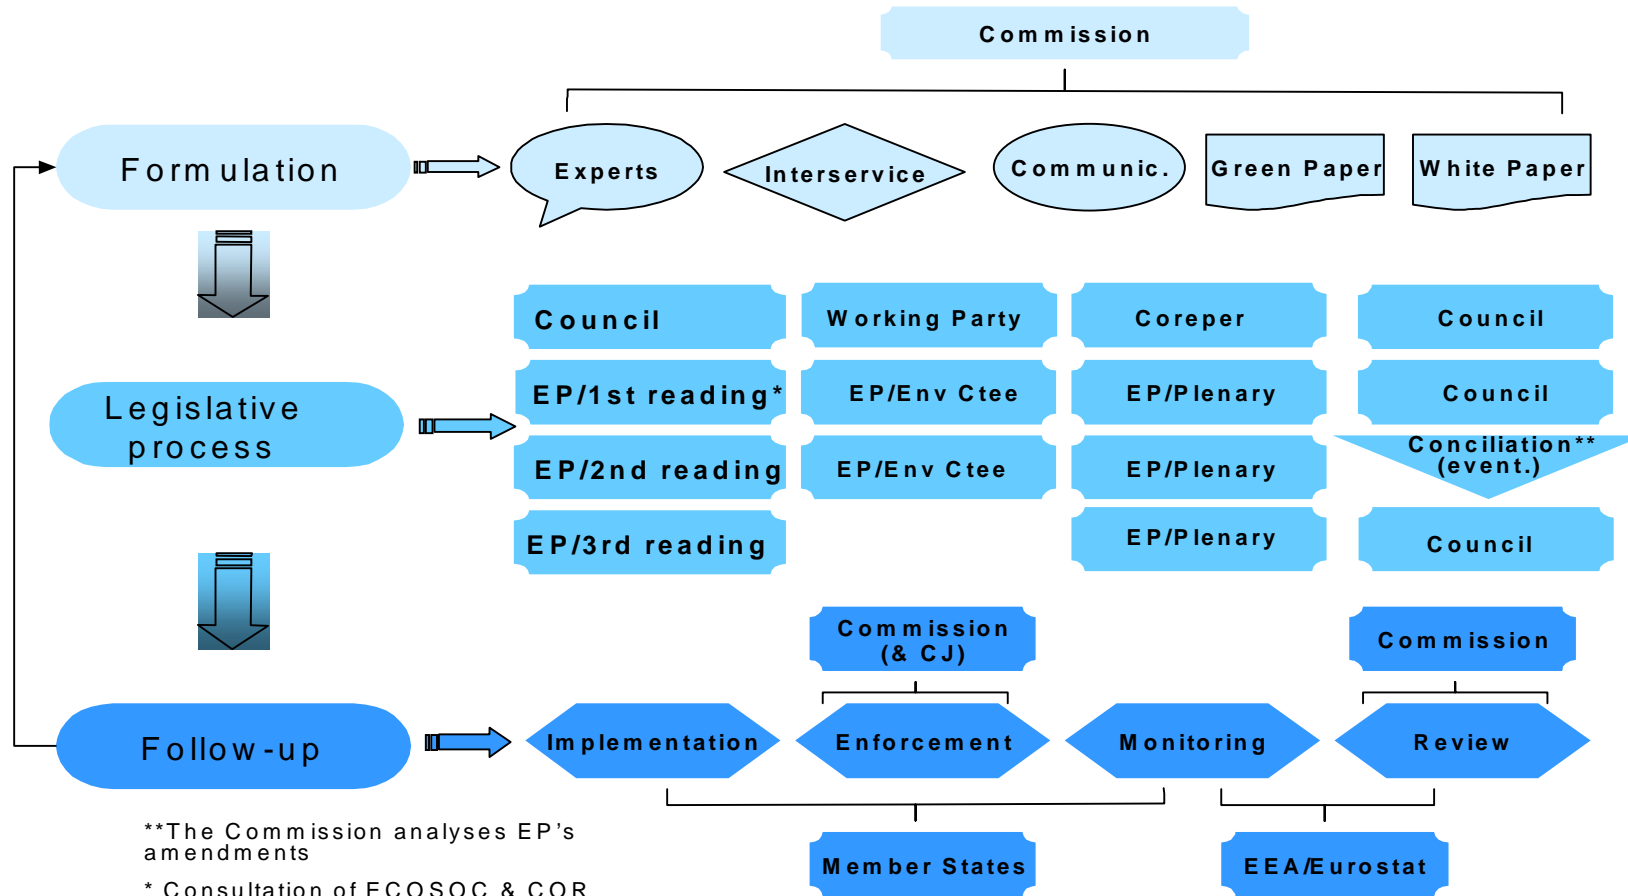 Commission
Formulation
Experts
Interservice
Communic.
Green Paper
White Paper
Council
Working Party
Coreper
Council
Legislative
process
EP/1st reading*
EP/Env Ctee
EP/Plenary
Council
EP/2nd reading
EP/Env Ctee
EP/Plenary
Conciliation**
(event.)
EP/3rd reading
EP/Plenary
Council
Commission
(& CJ)
Commission
Follow-up
Implementation
Enforcement
Monitoring
Review
**The Commission analyses EP's
amendments
* Consultation of ECOSOC & COR
Member States
EEA/Eurostat